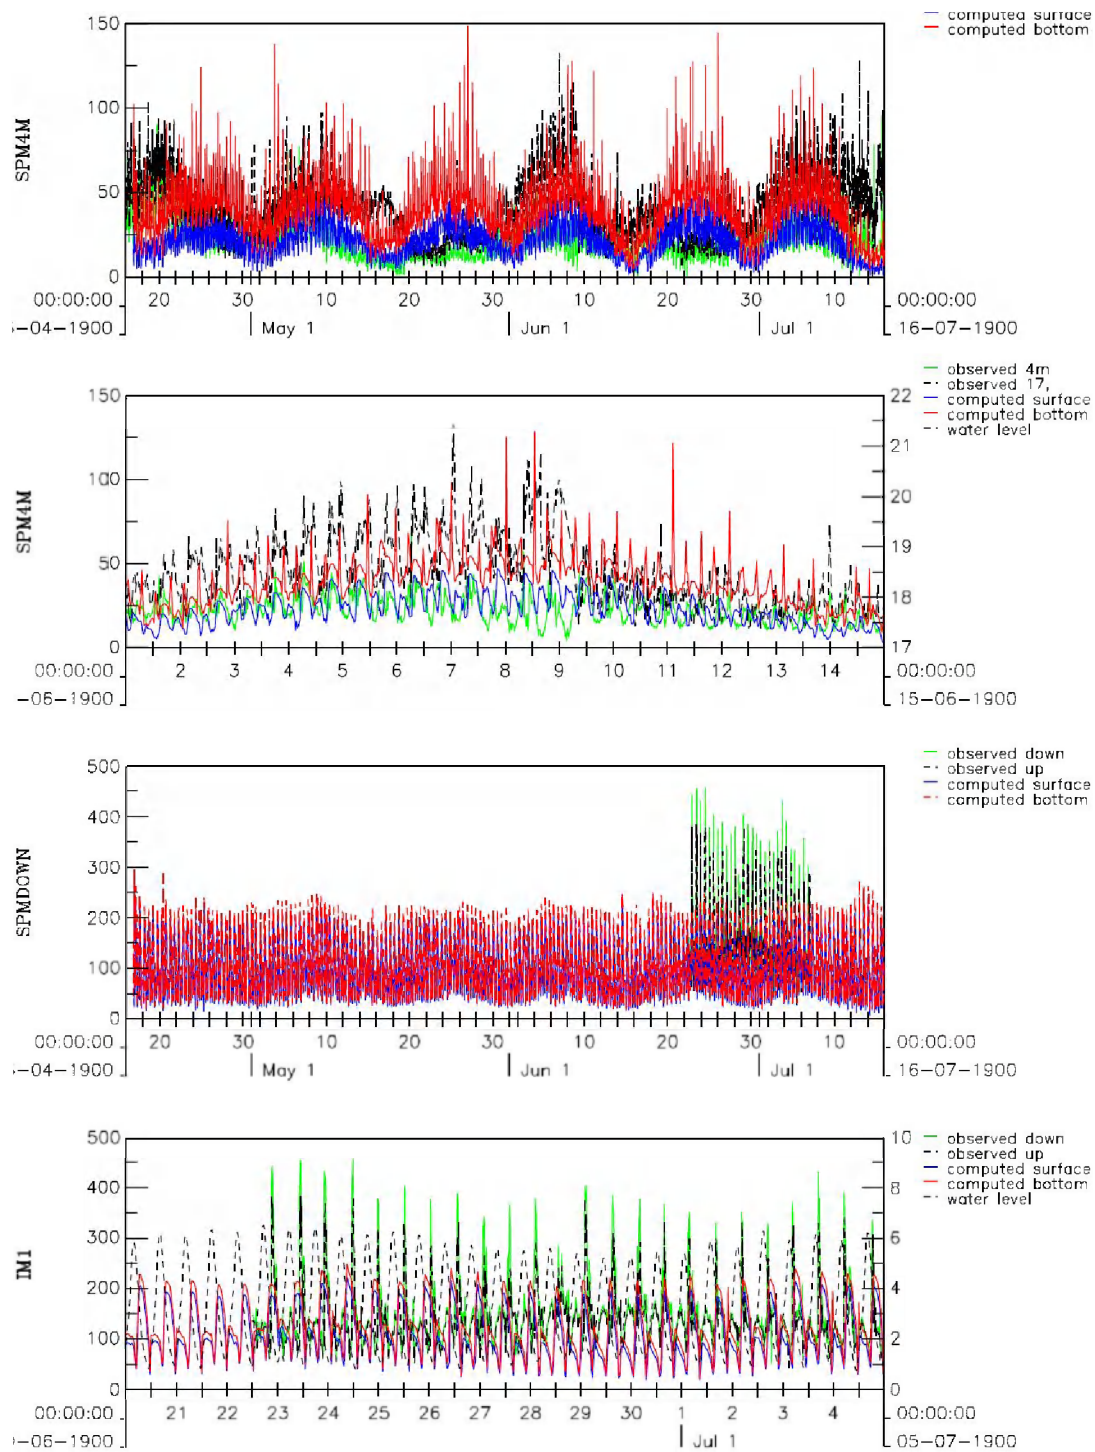 computed surface
computed bottom
150
100
50
0
SPM4M
20 30 10 20 30 10 20 30 10
00:00:00 00:00:00
-04-1900 May 1 Jun 1 Jul 1 16-07-1900
observed 4m
observed 17,
computed surface
computed bottom
water level
150 22
21
100 20
19
50 18
0 17
SPM4M
2 3 4 5 6 7 8 9 10 11 12 13 14
00:00:00 00:00:00
-06-1900 15-06-1900
observed down
observed up
computed surface
computed bottom
500
400
300
200
100
0
SPMDOWN
20 30 10 20 30 10 20 30 10
00:00:00 00:00:00
-04-1900 May 1 Jun 1 Jul 1 16-07-1900
observed down
observed up
computed surface
computed bottom
water level
500 10
400 8
300 6
200 4
100 2
0 0
IM1
21 22 23 24 25 26 27 28 29 30 1 2 3 4
00:00:00 00:00:00
-06-1900 Jul 1 05-07-1900